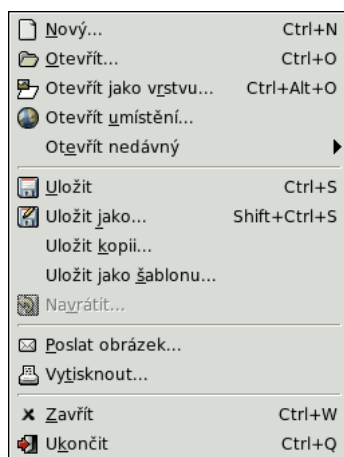 Nový... Ctrl+N
Otevřít... Ctrl+O
Otevřít jako vrstvu... Ctrl+Alt+O
Otevřít umístění...
Otevřít nedávný
Uložit Ctrl+S
Uložit jako... Shift+Ctrl+S
Uložit kopii...
Uložit jako šablonu...
Navrátit...
Poslat obrázek...
Vytisknout...
Zavřít Ctrl+W
Ukončit Ctrl+Q